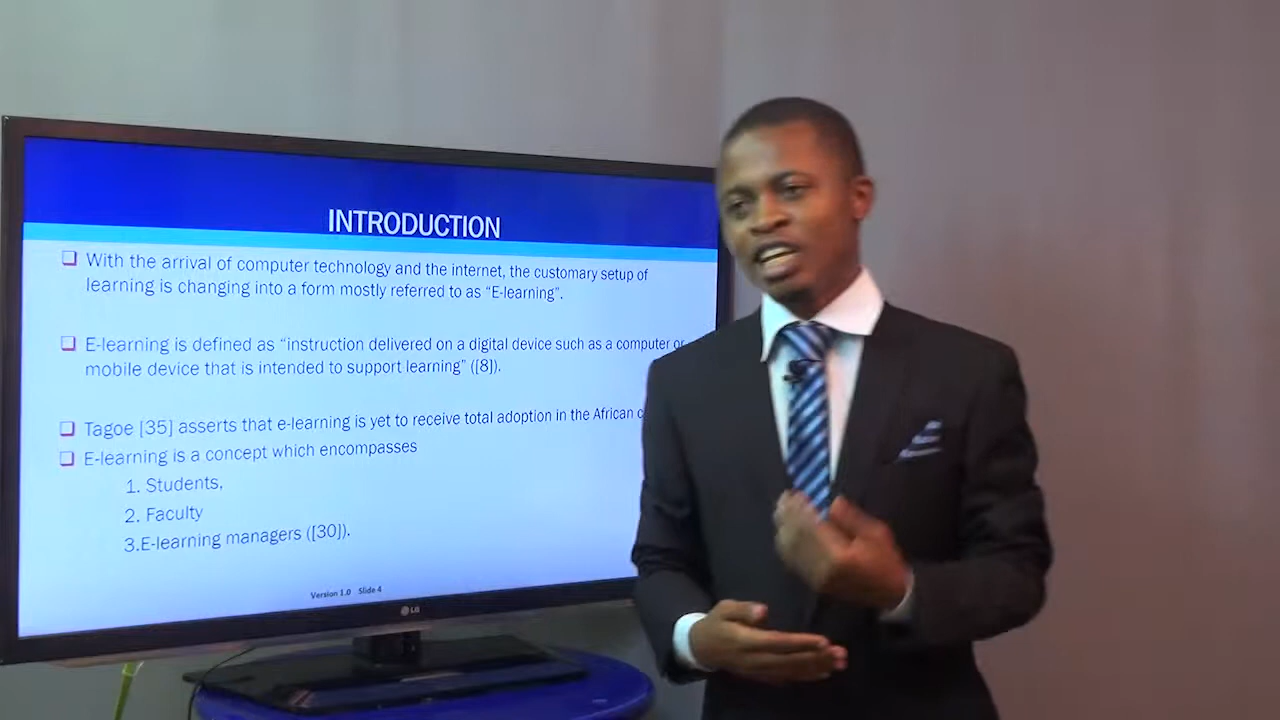 INTRODUCTION
With the arrival of computer technology and the internet, the customary setup of
learning is changing into a form mostly referred to as “E-learning”.
E-learning is defined as “instruction delivered on a digital device such as a computer or
mobile device that is intended to support learning” ([8]).
Tagoe [35] asserts that e-learning is yet to receive total adoption in the African
E-learning is a concept which encompasses
1. Students,
2. Faculty
3.E-learning managers ([30]).
Version 1.0 Slide 4
LG